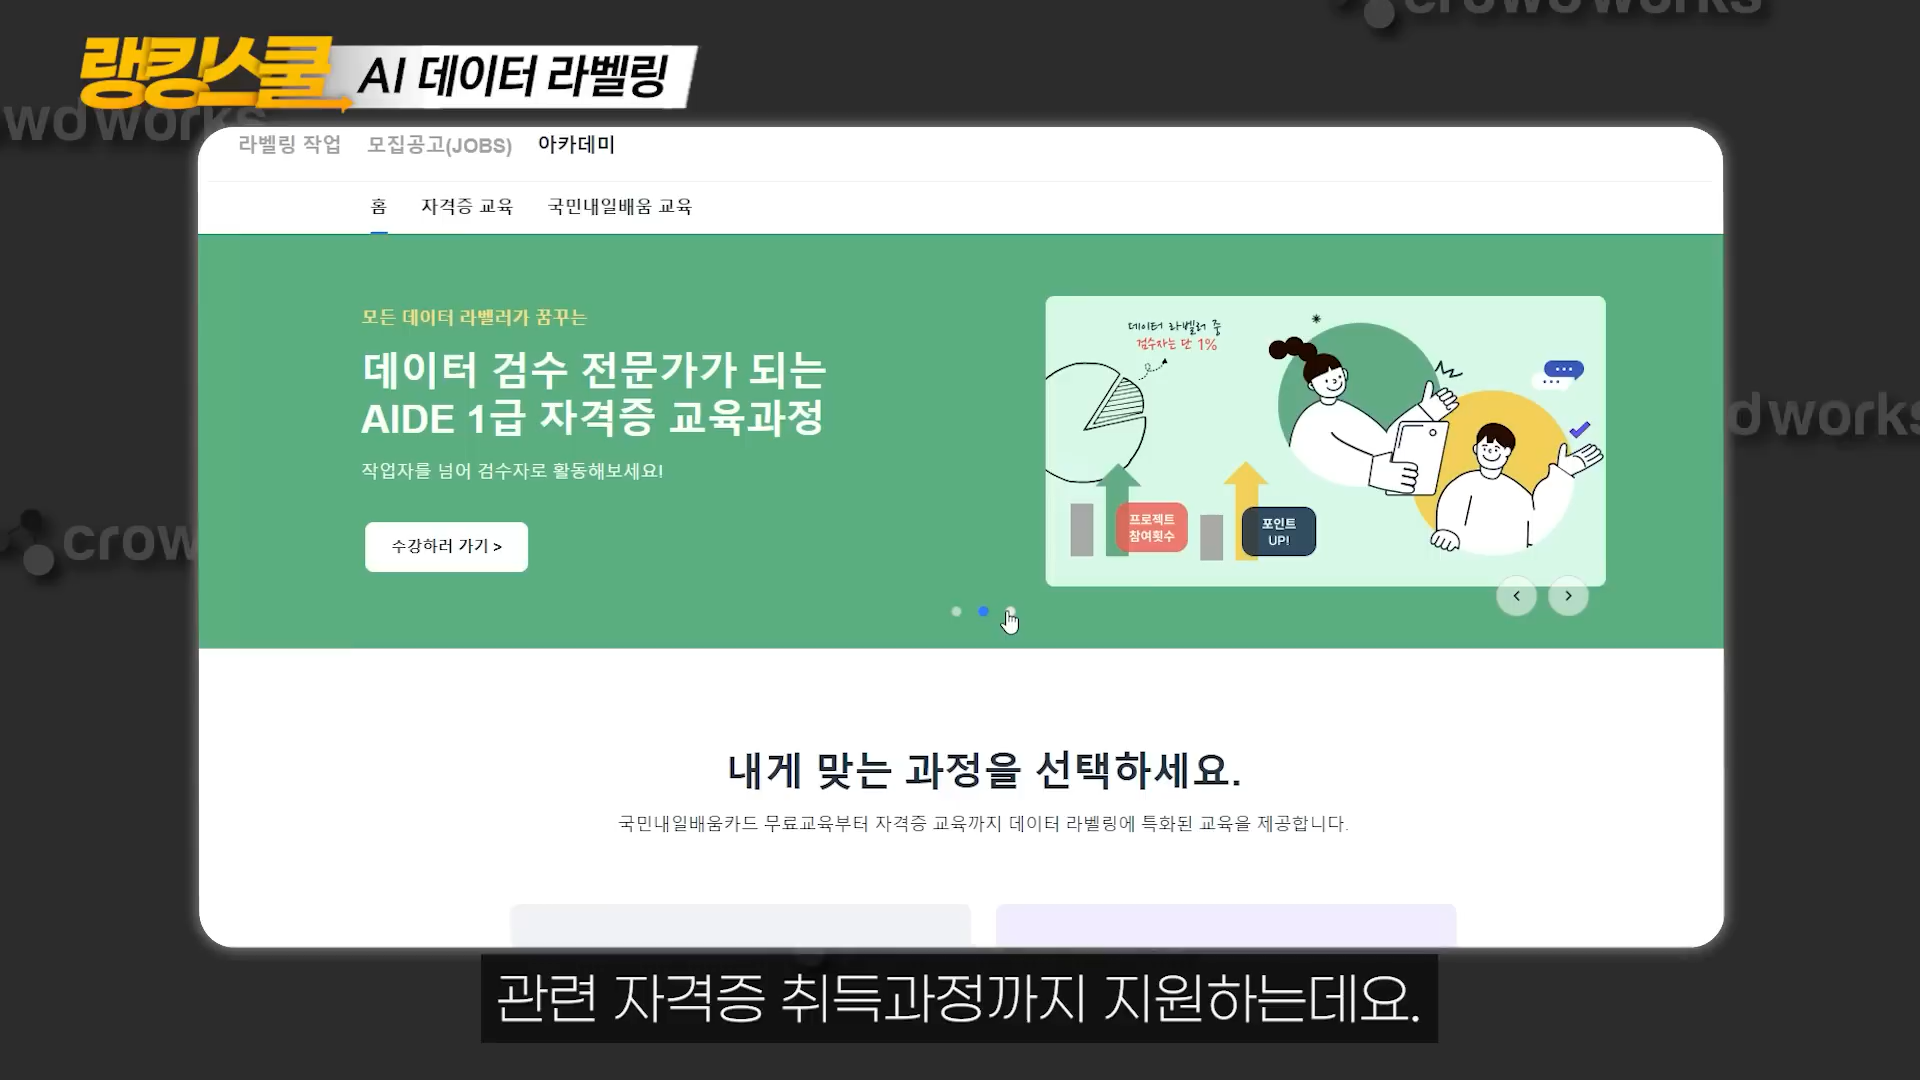 crowdworks
랭킹스쿨 AI 데이터 라벨링
wdworks
라벨링 작업 모집공고(JOBS) 아카데미
홈 자격증 교육 국민내일배움 교육
모든 데이터 라벨러가 꿈꾸는
데이터 검수 전문가가 되는
AIDE 1급 자격증 교육과정
작업자를 넘어 검수자로 활동해보세요!
수강하러 가기 >
데이터 라벨러 중
검수자는 단 1%
프로젝트
참여횟수
포인트
UP!
dworks
crow
내게 맞는 과정을 선택하세요.
국민내일배움카드 무료교육부터 자격증 교육까지 데이터 라벨링에 특화된 교육을 제공합니다.
관련 자격증 취득과정까지 지원하는데요.